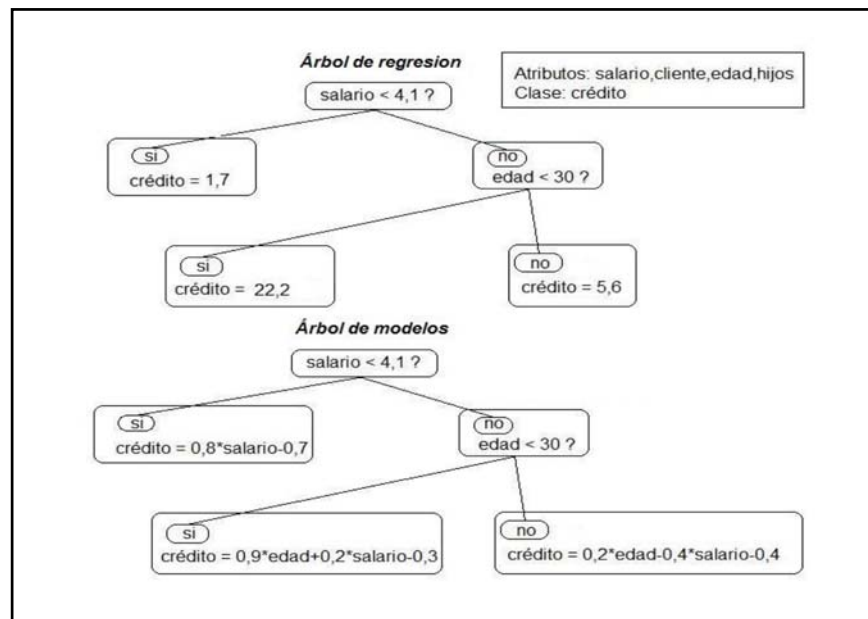 Árbol de regresion
Atributos: salario,cliente,edad,hijos
Clase: crédito
salario < 4,1 ?
si
crédito = 1,7
no
edad < 30 ?
si
crédito = 22,2
no
crédito = 5,6
Árbol de modelos
salario < 4,1 ?
si
crédito = 0,8*salario-0,7
no
edad < 30 ?
si
crédito = 0,9*edad+0,2*salario-0,3
no
crédito = 0,2*edad-0,4*salario-0,4